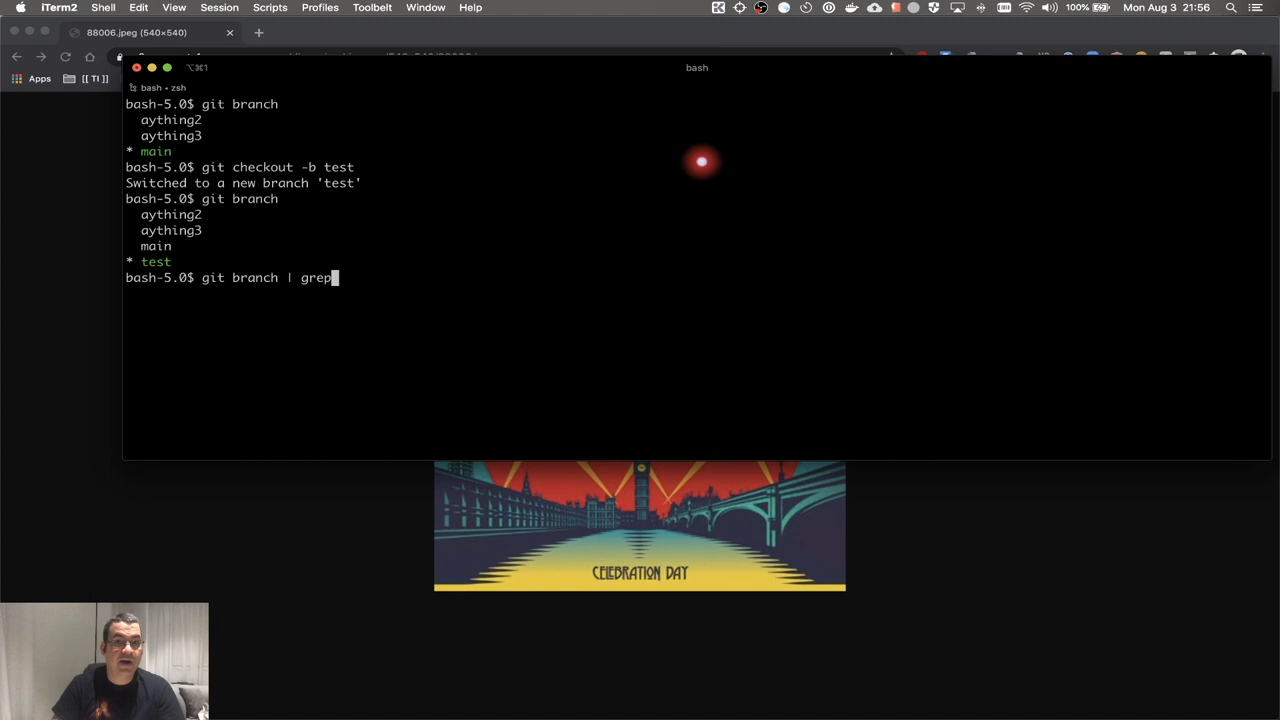 iTerm2 Shell Edit View Session Scripts Profiles Toolbelt Window Help 100% Mon Aug 3 21:56
88006.jpeg (540×540)
Apps [[ TI ]]
⌥⌘1 bash
bash • zsh
bash-5.0$ git branch
aything2
aything3
* main
bash-5.0$ git checkout -b test
Switched to a new branch 'test'
bash-5.0$ git branch
aything2
aything3
main
* test
bash-5.0$ git branch | grep
CELEBRATION DAY